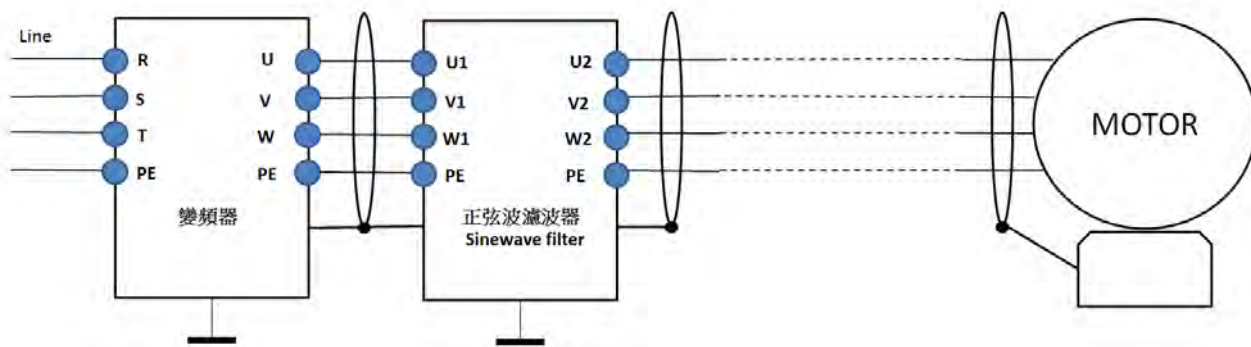 Line
R U U1 U2
S V V1 V2
T W W1 W2
PE PE PE PE
MOTOR
變頻器
正弦波濾波器
Sinewave filter